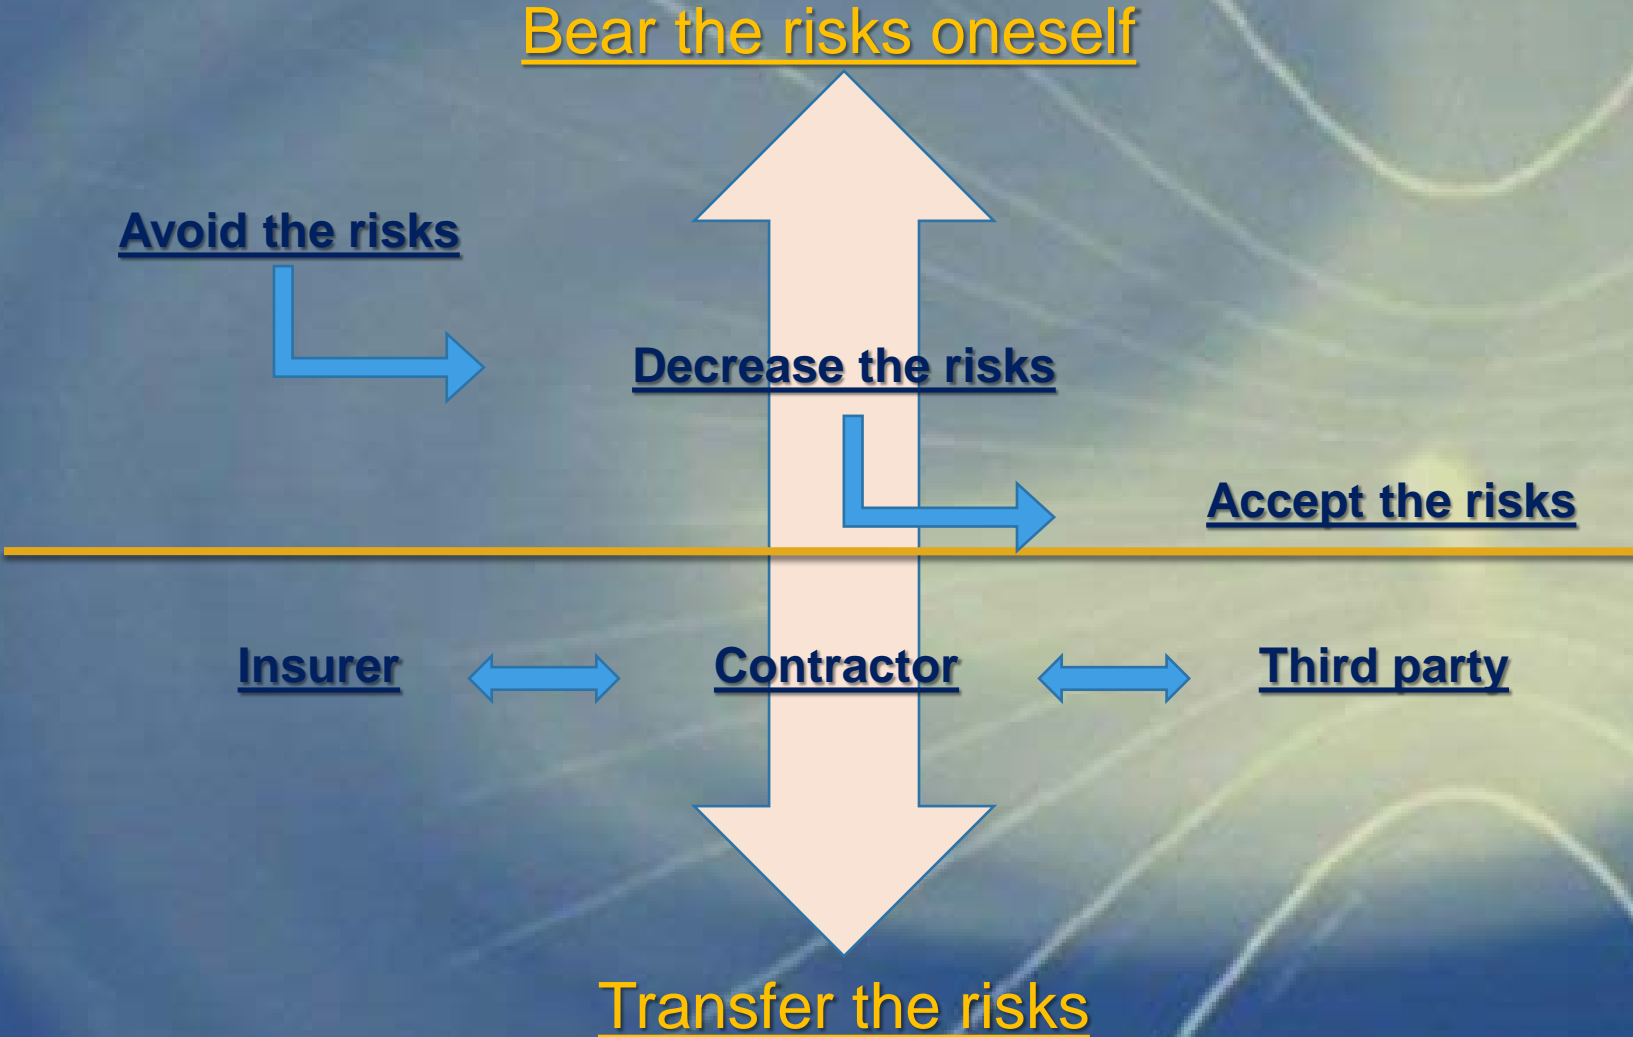 Bear the risks oneself
Avoid the risks
Decrease the risks
Accept the risks
Insurer
Contractor
Third party
Transfer the risks